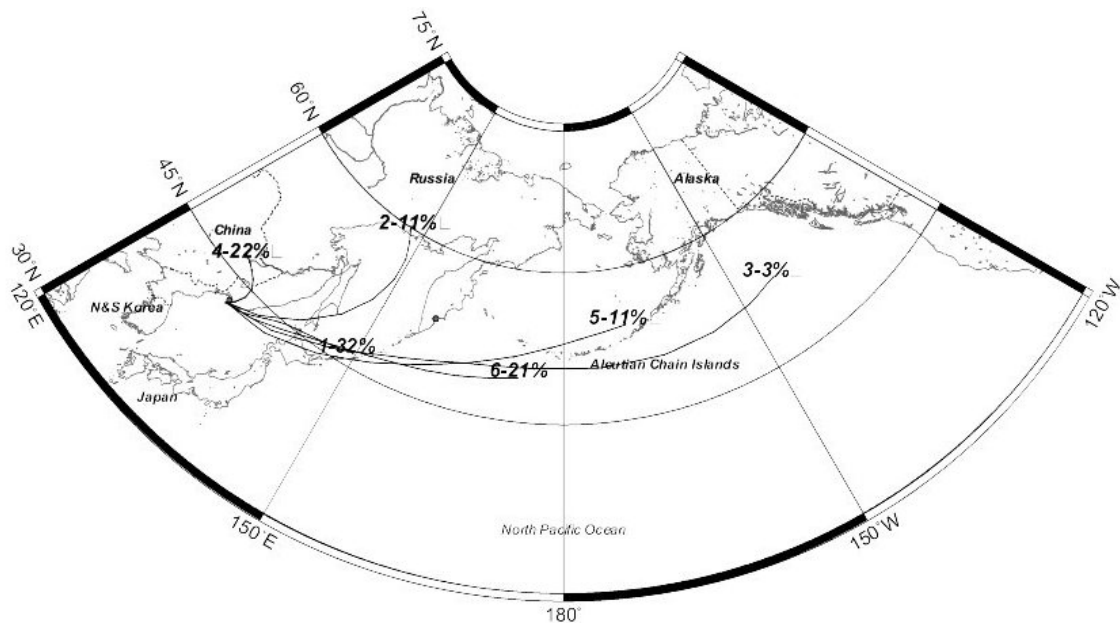 75°N
60°N
45°N
30°N
120°E
Russia
Alaska
China
2-11%
4-22%
3-3%
N&S Korea
5-11%
1-32%
6-21%
Aleutian Chain Islands
Japan
120°W
150°E
North Pacific Ocean
150°W
180°